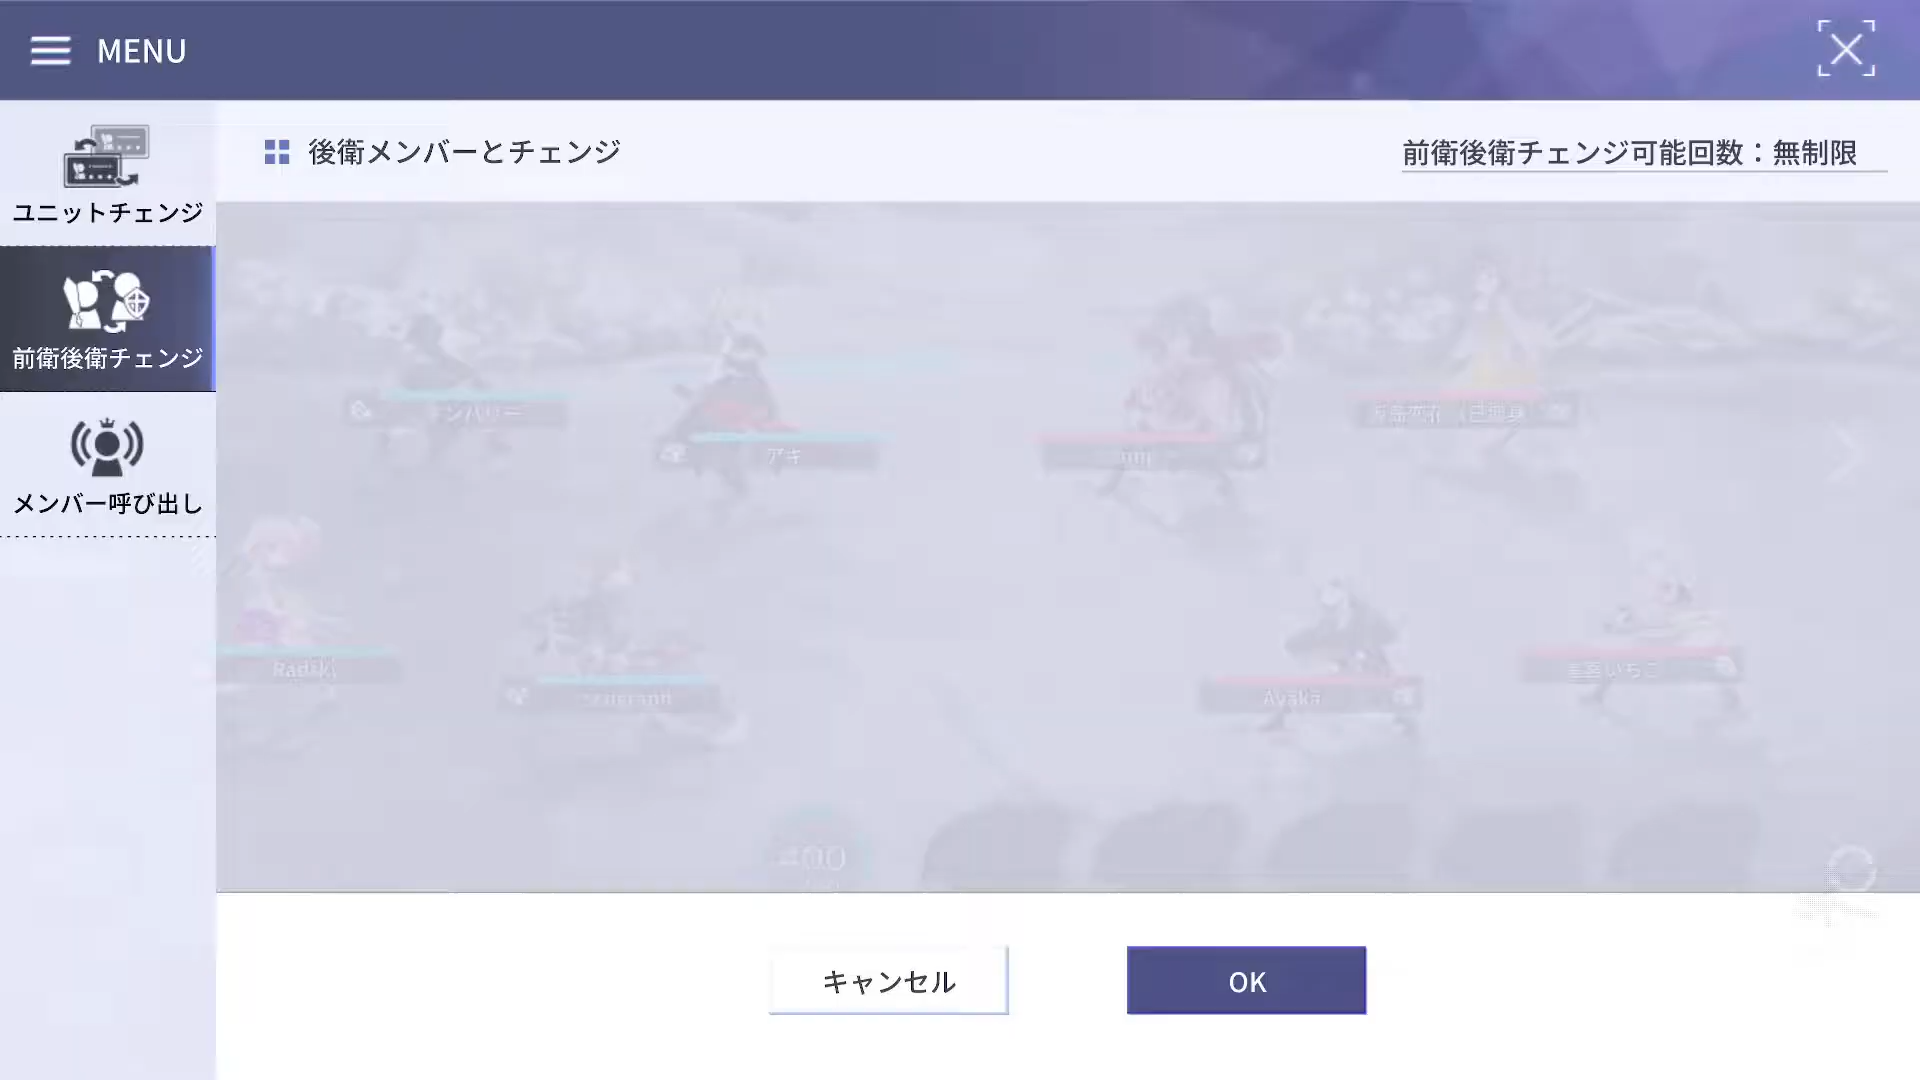 MENU
ユニットチェンジ
前衛後衛チェンジ
メンバー呼び出し
後衛メンバーとチェンジ
前衛後衛チェンジ可能回数：無制限
アキ
Ayaka
400
キャンセル
OK